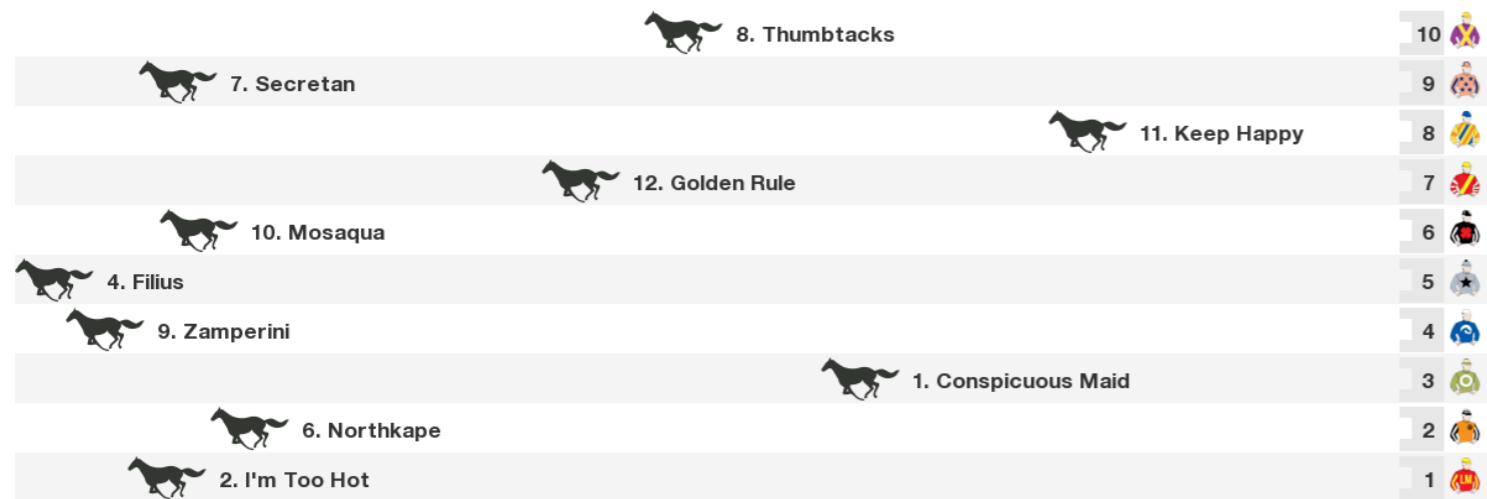 8. Thumbtacks 10
7. Secretan 9
11. Keep Happy 8
12. Golden Rule 7
10. Mosaqua 6
4. Filius 5
9. Zamperini 4
1. Conspicuous Maid 3
6. Northkape 2
2. I'm Too Hot 1 LM